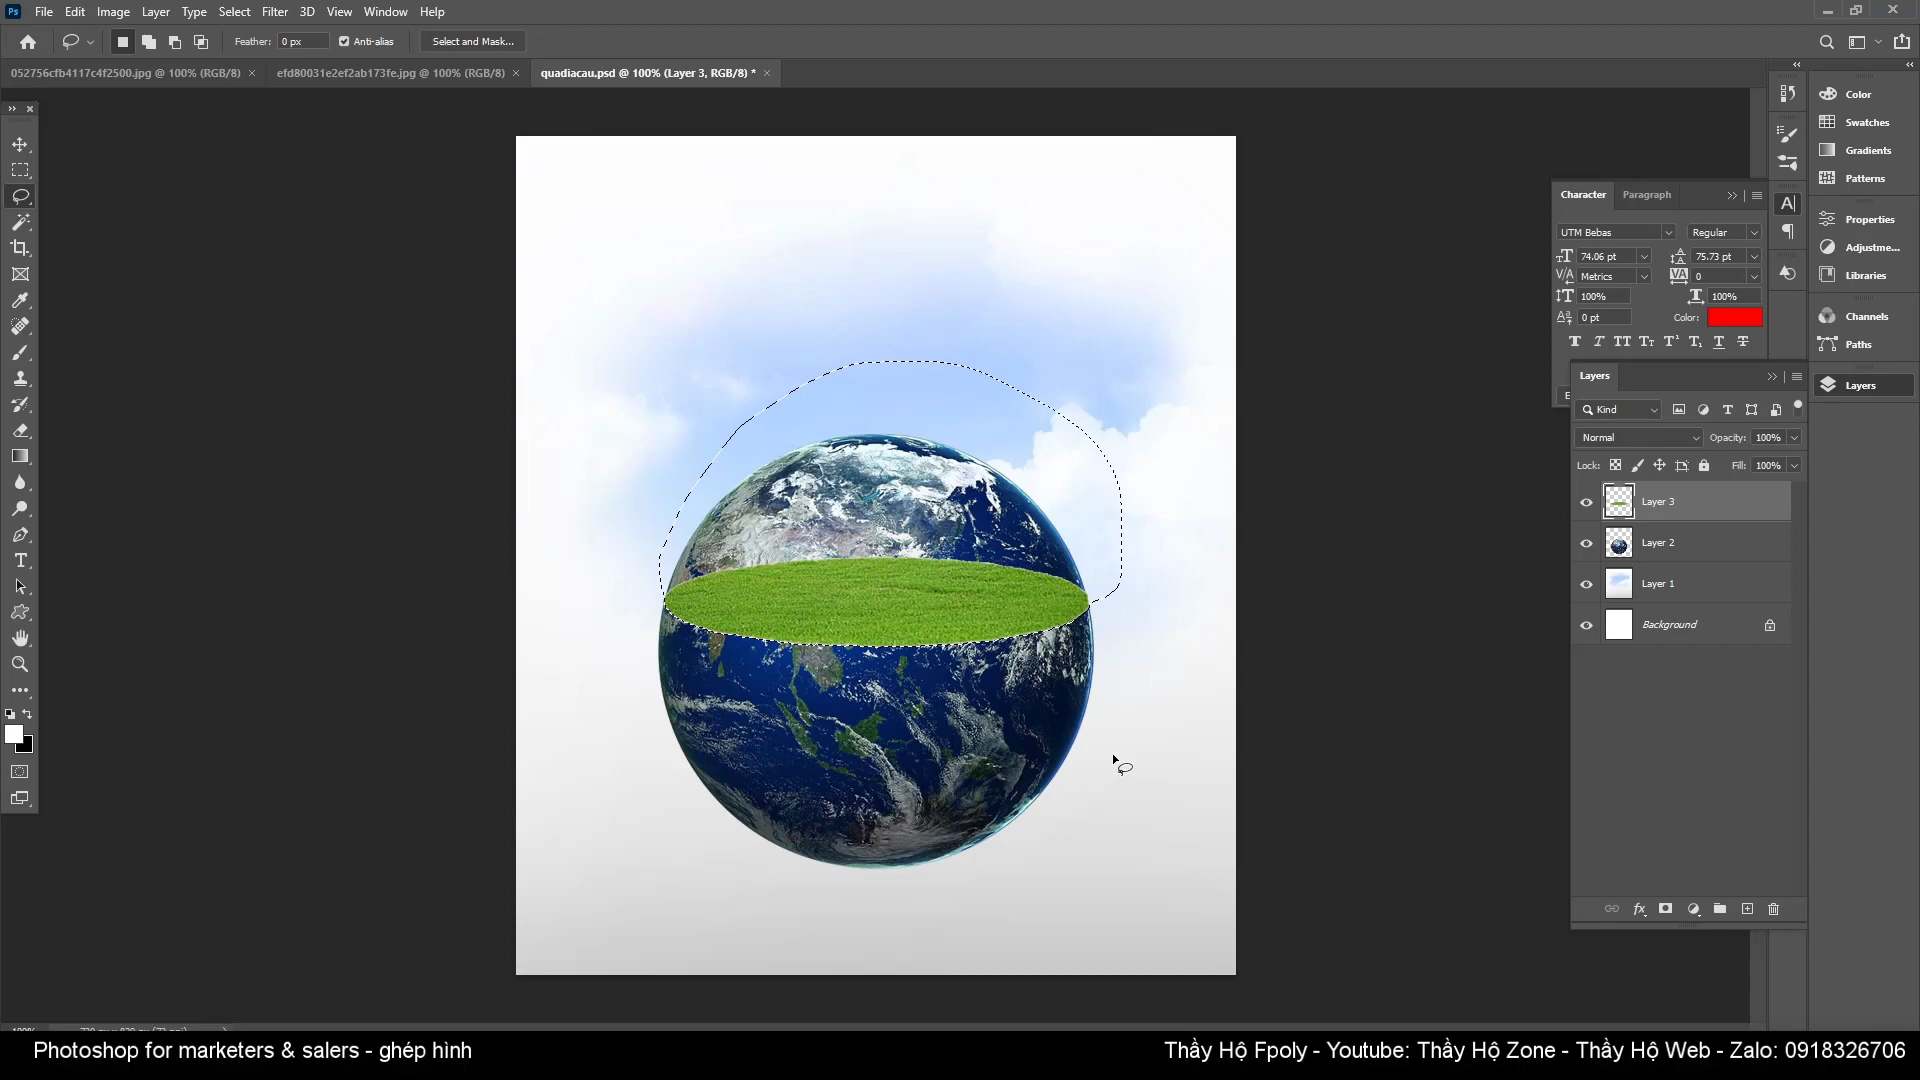 Ps File Edit Image Layer Type Select Filter 3D View Window Help
Feather: 0 px Anti-alias Select and Mask...
052756cfb4117c4f2500.jpg @ 100% (RGB/8) × efd80031e2ef2ab173fe.jpg @ 100% (RGB/8) × quadiacau.psd @ 100% (Layer 3, RGB/8) * ×
Color
Swatches
Gradients
Patterns
Properties
Adjustme...
Libraries
Channels
Paths
Layers
Character Paragraph
UTM Bebas Regular
74.06 pt 75.73 pt
Metrics 0
100% 100%
0 pt Color:
Layers
Kind
Normal Opacity: 100%
Lock: Fill: 100%
Layer 3
Layer 2
Layer 1
Background
Photoshop for marketers & salers - ghép hình
Thầy Hộ Fpoly - Youtube: Thầy Hộ Zone - Thầy Hộ Web - Zalo: 0918326706